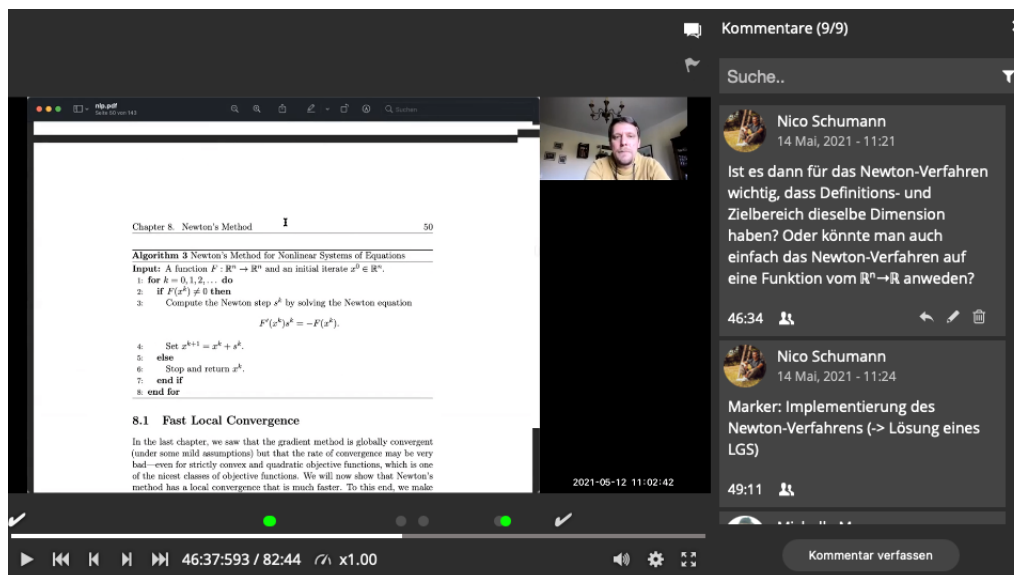 Kommentare (9/9)
Suche..
nlp.pdf
Seite 50 von 143
Suchen
Chapter 8. Newton's Method 50
Algorithm 3 Newton's Method for Nonlinear Systems of Equations
Input: A function F : ℝⁿ → ℝⁿ and an initial iterate x⁰ ∈ ℝⁿ.
1: for k = 0, 1, 2, … do
2: if F(xᵏ) ≠ 0 then
3: Compute the Newton step sᵏ by solving the Newton equation
F′(xᵏ)sᵏ = −F(xᵏ).
4: Set xᵏ⁺¹ = xᵏ + sᵏ.
5: else
6: Stop and return xᵏ.
7: end if
8: end for
8.1 Fast Local Convergence
In the last chapter, we saw that the gradient method is globally convergent
(under some mild assumptions) but that the rate of convergence may be very
bad—even for strictly convex and quadratic objective functions, which is one
of the nicest classes of objective functions. We will now show that Newton's
method has a local convergence that is much faster. To this end, we make
2021-05-12 11:02:42
46:37:593 / 82:44 x1.00
Nico Schumann
14 Mai, 2021 - 11:21
Ist es dann für das Newton-Verfahren
wichtig, dass Definitions- und
Zielbereich dieselbe Dimension
haben? Oder könnte man auch
einfach das Newton-Verfahren auf
eine Funktion vom ℝⁿ→ℝ anweden?
46:34
Nico Schumann
14 Mai, 2021 - 11:24
Marker: Implementierung des
Newton-Verfahrens (-> Lösung eines
LGS)
49:11
Kommentar verfassen